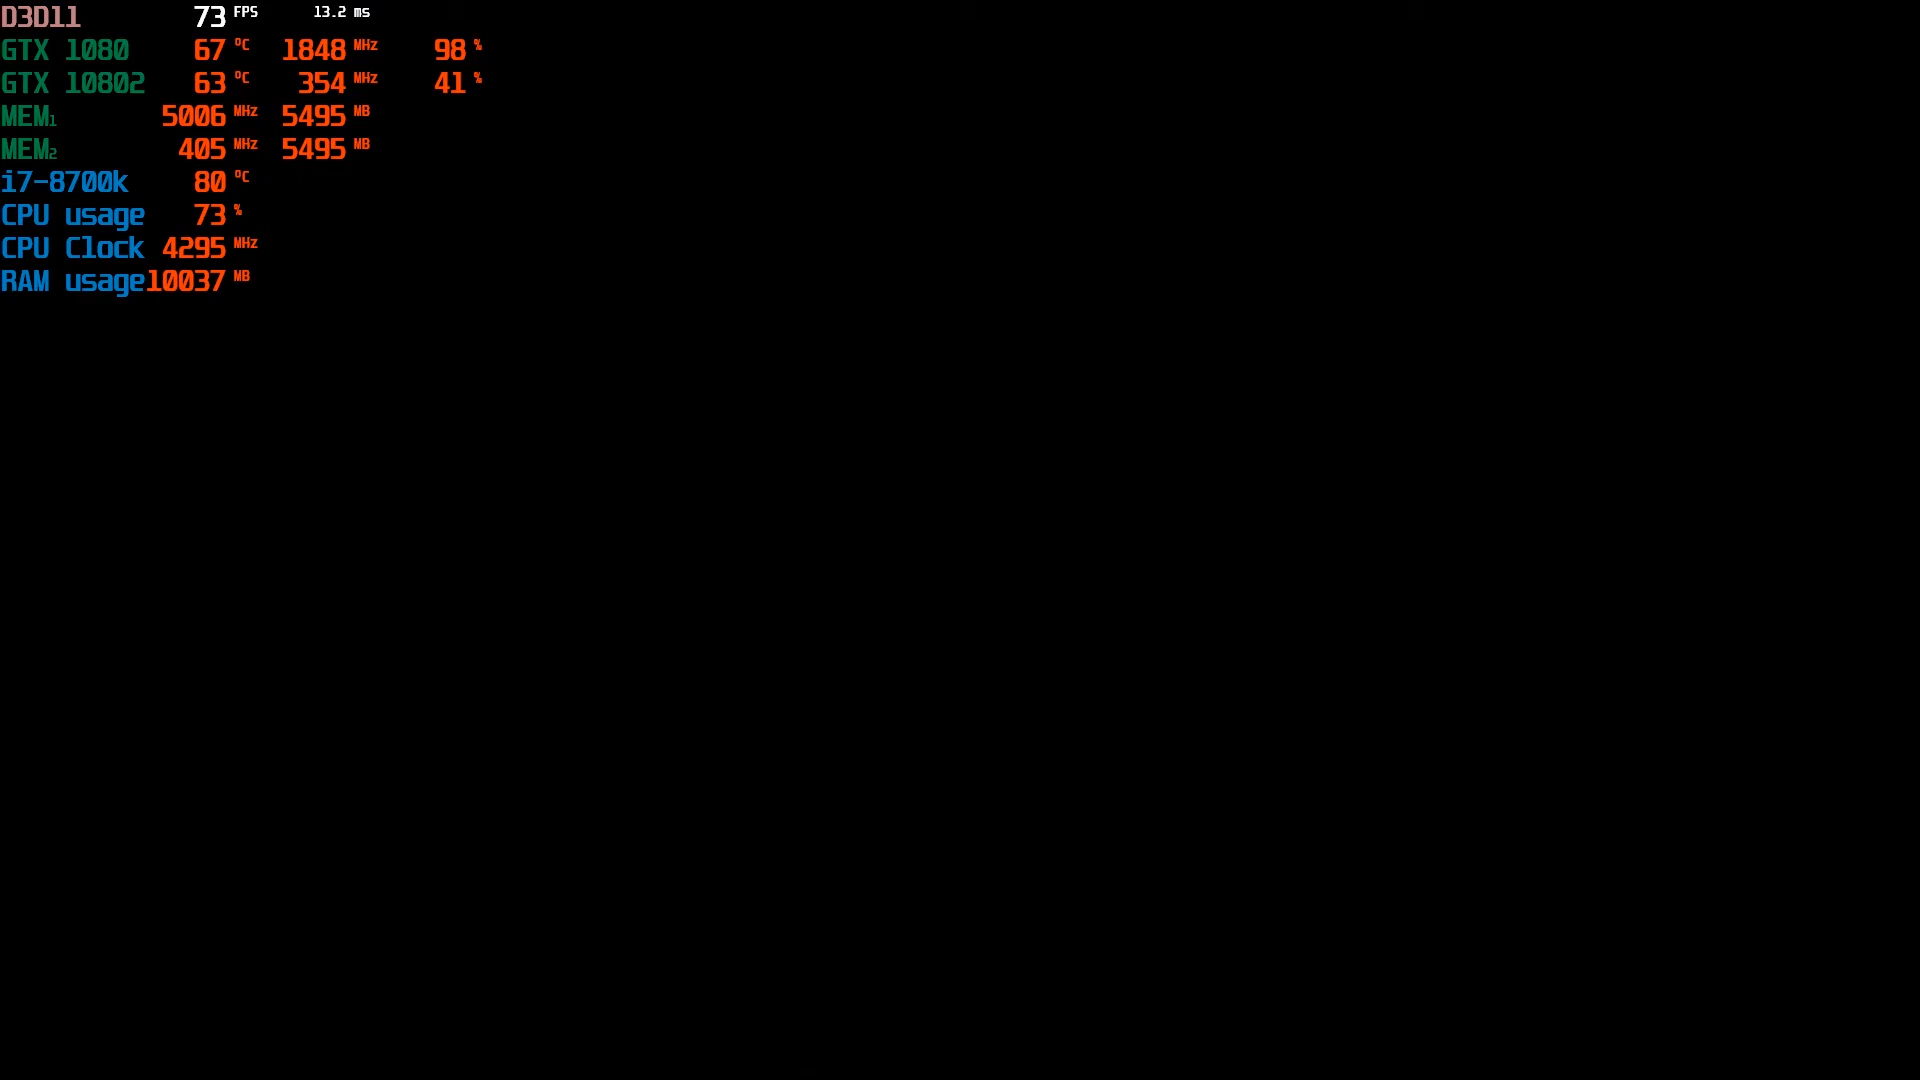 D3D11 73 FPS 13.2 ms
GTX 1080 67 °C 1848 MHz 98 %
GTX 10802 63 °C 354 MHz 41 %
MEM1 5006 MHz 5495 MB
MEM2 405 MHz 5495 MB
i7-8700k 80 °C
CPU usage 73 %
CPU Clock 4295 MHz
RAM usage 10037 MB